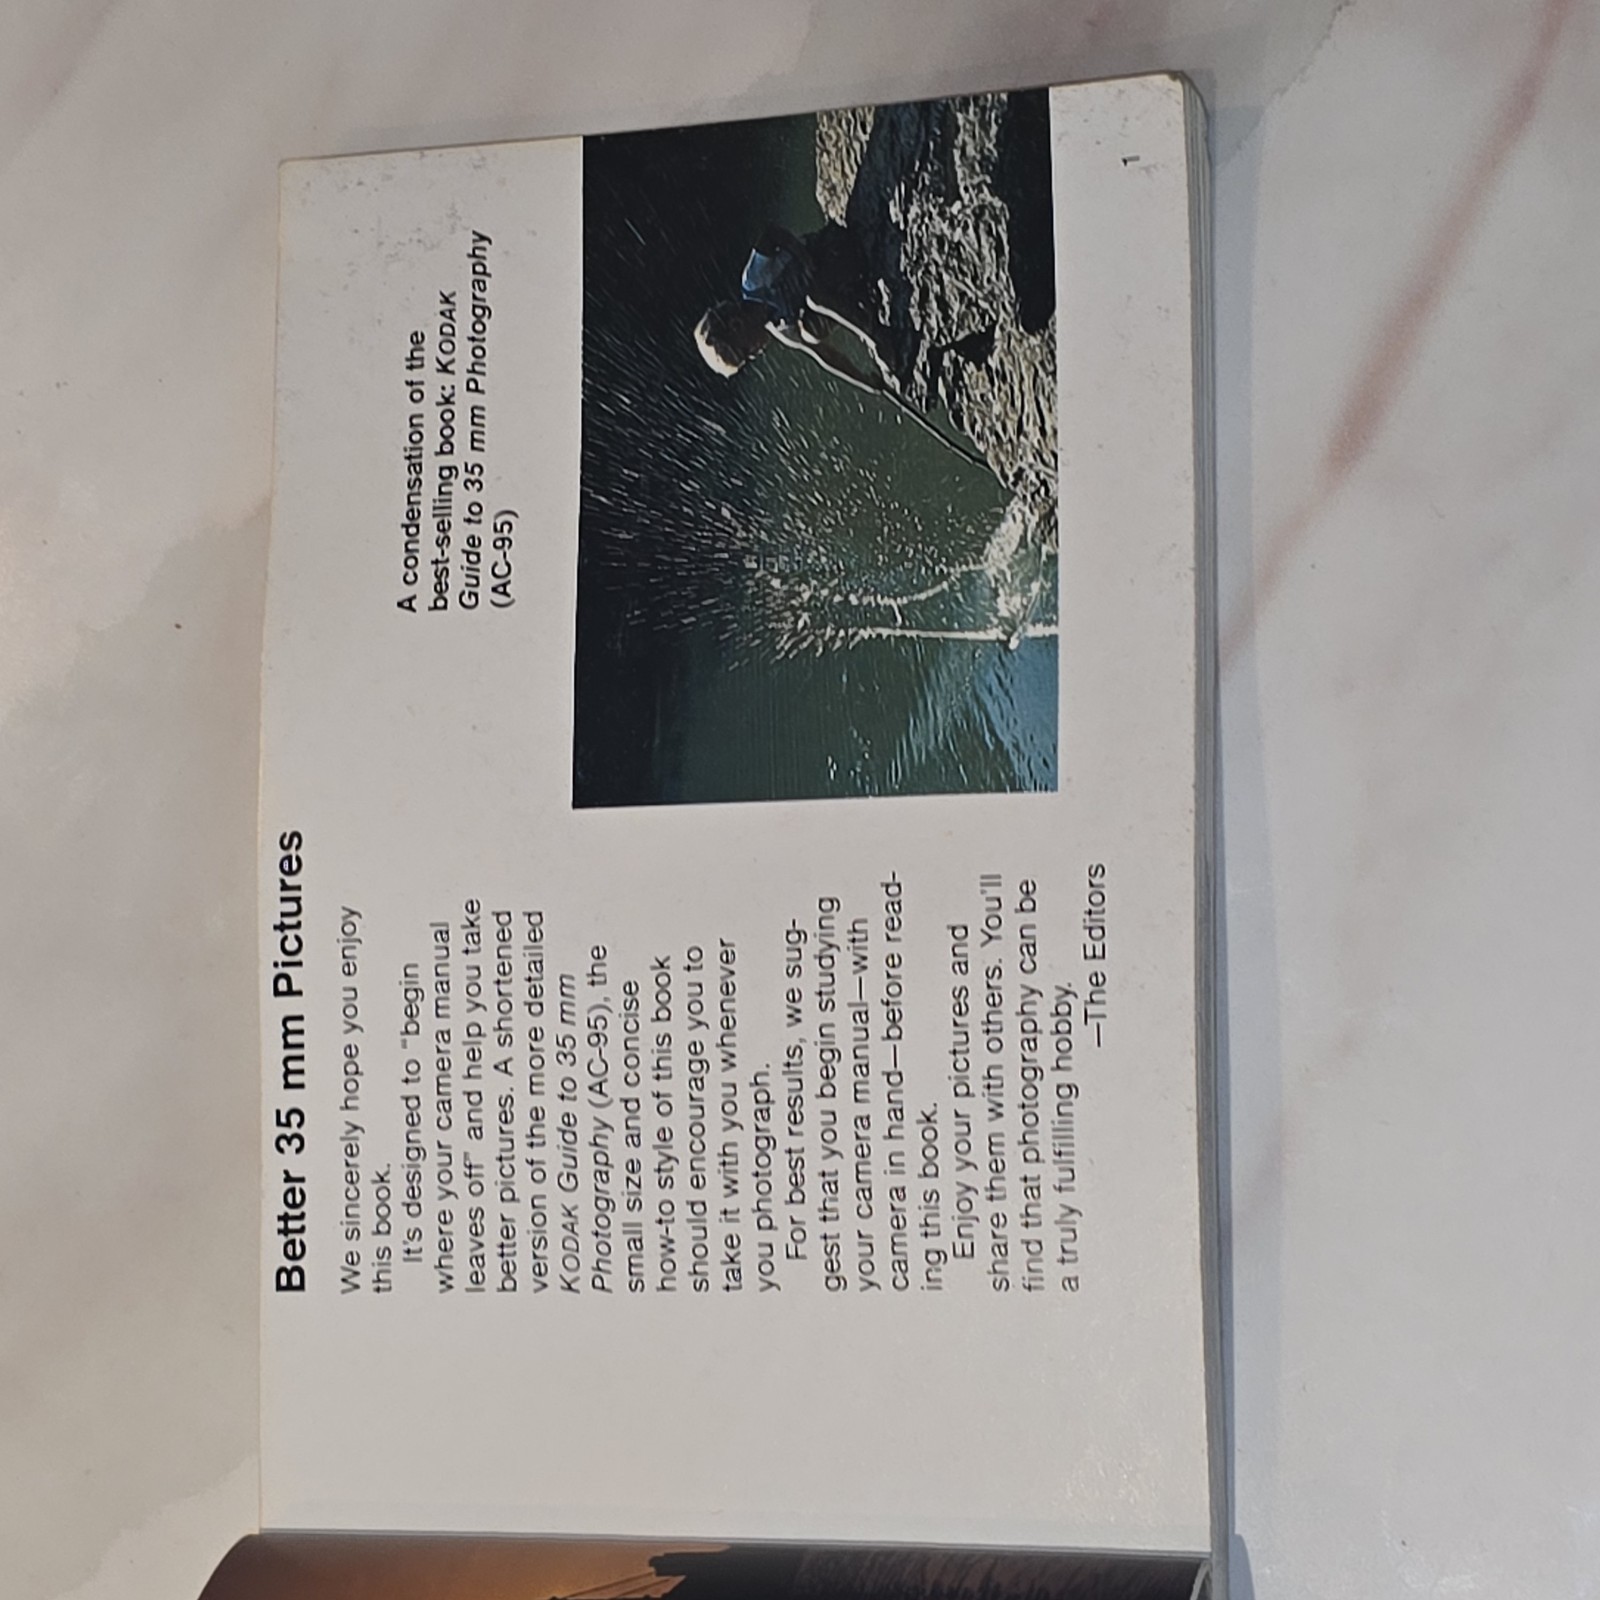 Better 35 mm Pictures
We sincerely hope you enjoy
this book.
It's designed to "begin
where your camera manual
leaves off" and help you take
better pictures. A shortened
version of the more detailed
KODAK Guide to 35 mm
Photography (AC-95), the
small size and concise
how-to style of this book
should encourage you to
take it with you whenever
you photograph.
For best results, we sug-
gest that you begin studying
your camera manual—with
camera in hand—before read-
ing this book.
Enjoy your pictures and
share them with others. You'll
find that photography can be
a truly fulfilling hobby.
—The Editors
A condensation of the
best-selling book: KODAK
Guide to 35 mm Photography
(AC-95)
1